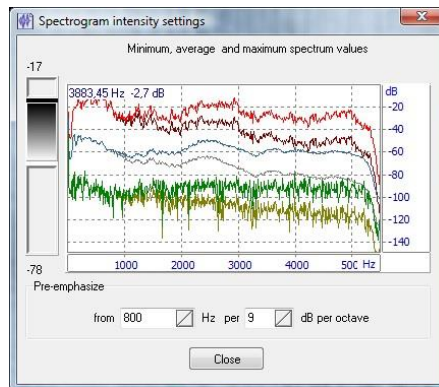 Spectrogram intensity settings
Minimum, average and maximum spectrum values
-17
3883,45 Hz -2,7 dB
dB
-20
-40
-60
-80
-100
-120
-140
-78
1000 2000 3000 4000 500 Hz
Pre-emphasize
from 800 Hz per 9 dB per octave
Close